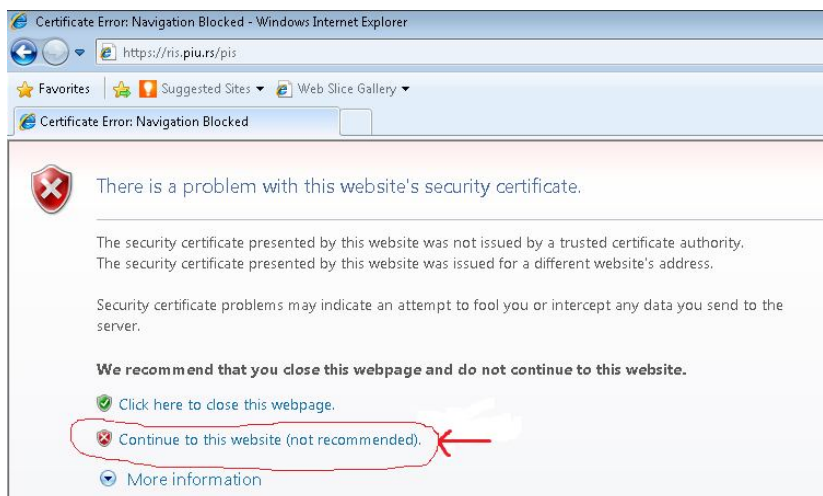 Certificate Error: Navigation Blocked - Windows Internet Explorer
https://ris.piu.rs/pis
Favorites Suggested Sites Web Slice Gallery
Certificate Error: Navigation Blocked
There is a problem with this website's security certificate.
The security certificate presented by this website was not issued by a trusted certificate authority.
The security certificate presented by this website was issued for a different website's address.
Security certificate problems may indicate an attempt to fool you or intercept any data you send to the
server.
We recommend that you close this webpage and do not continue to this website.
Click here to close this webpage.
Continue to this website (not recommended).
More information